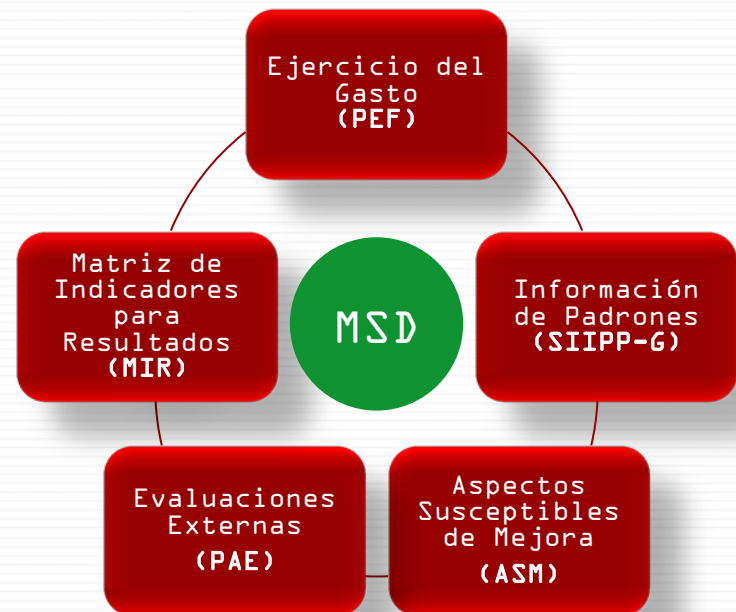 Ejercicio del
Gasto
(PEF)
Matriz de
Indicadores
para
Resultados
(MIR)
MSD
Información
de Padrones
(SIIPP-G)
Evaluaciones
Externas
(PAE)
Aspectos
Susceptibles
de Mejora
(ASM)